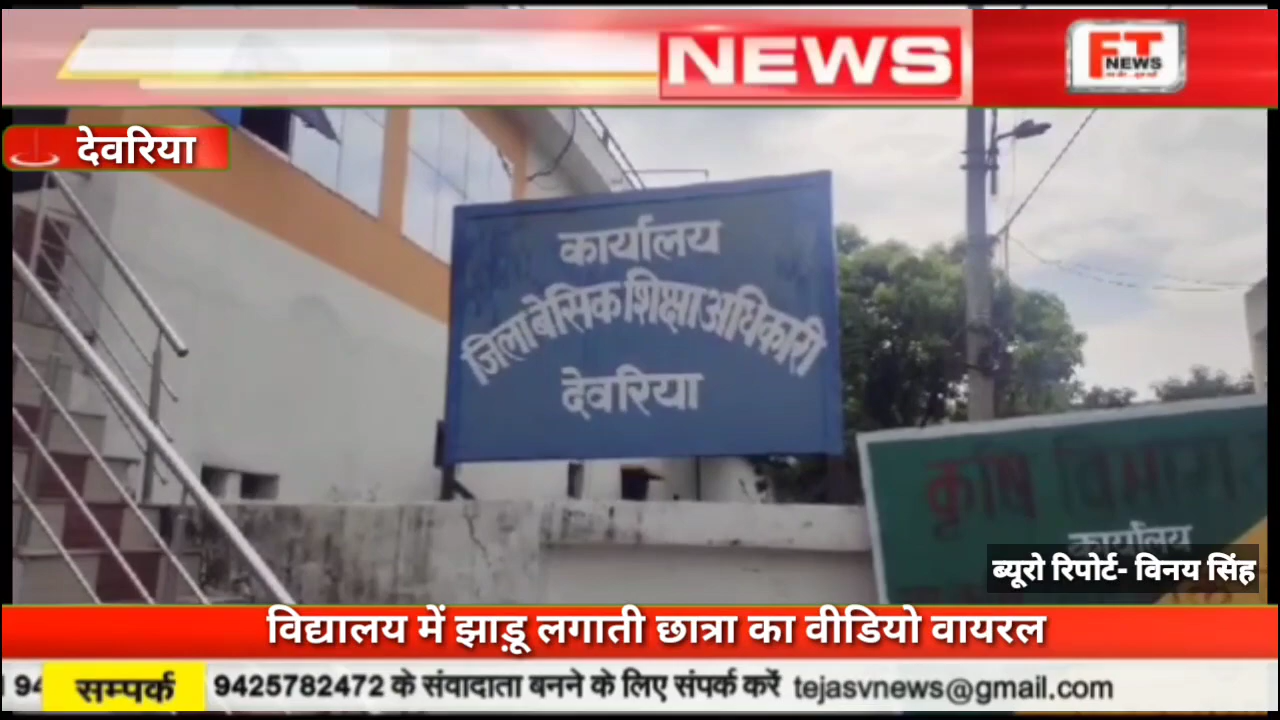 NEWS
FT
NEWS
देवरिया
कार्यालय
जिला बेसिक शिक्षा अधिकारी
देवरिया
कृषि विभाग
कार्यालय
ब्यूरो रिपोर्ट- विनय सिंह
विद्यालय में झाड़ू लगाती छात्रा का वीडियो वायरल
94 सम्पर्क 9425782472 के संवादाता बनने के लिए संपर्क करें tejasvnews@gmail.com